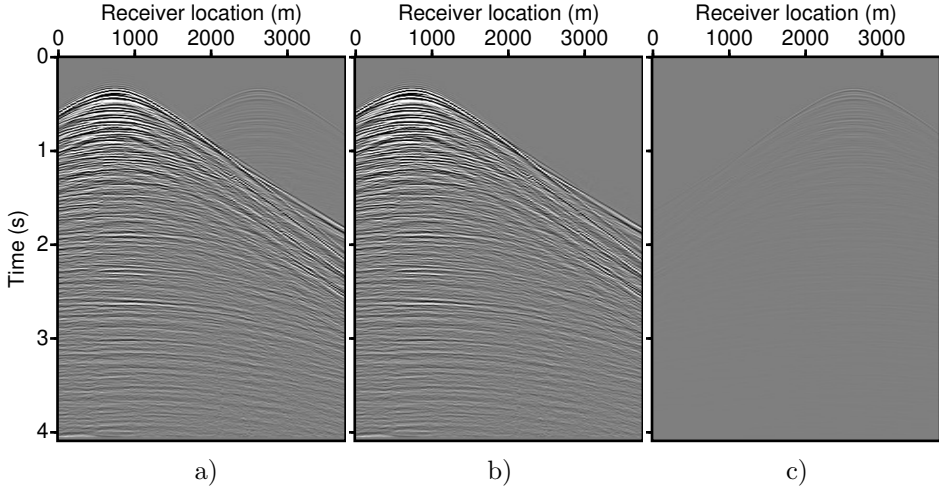 Receiver location (m) Receiver location (m) Receiver location (m)
0 1000 2000 3000 0 1000 2000 3000 0 1000 2000 3000
0
1
2
3
4
Time (s)
a) b) c)